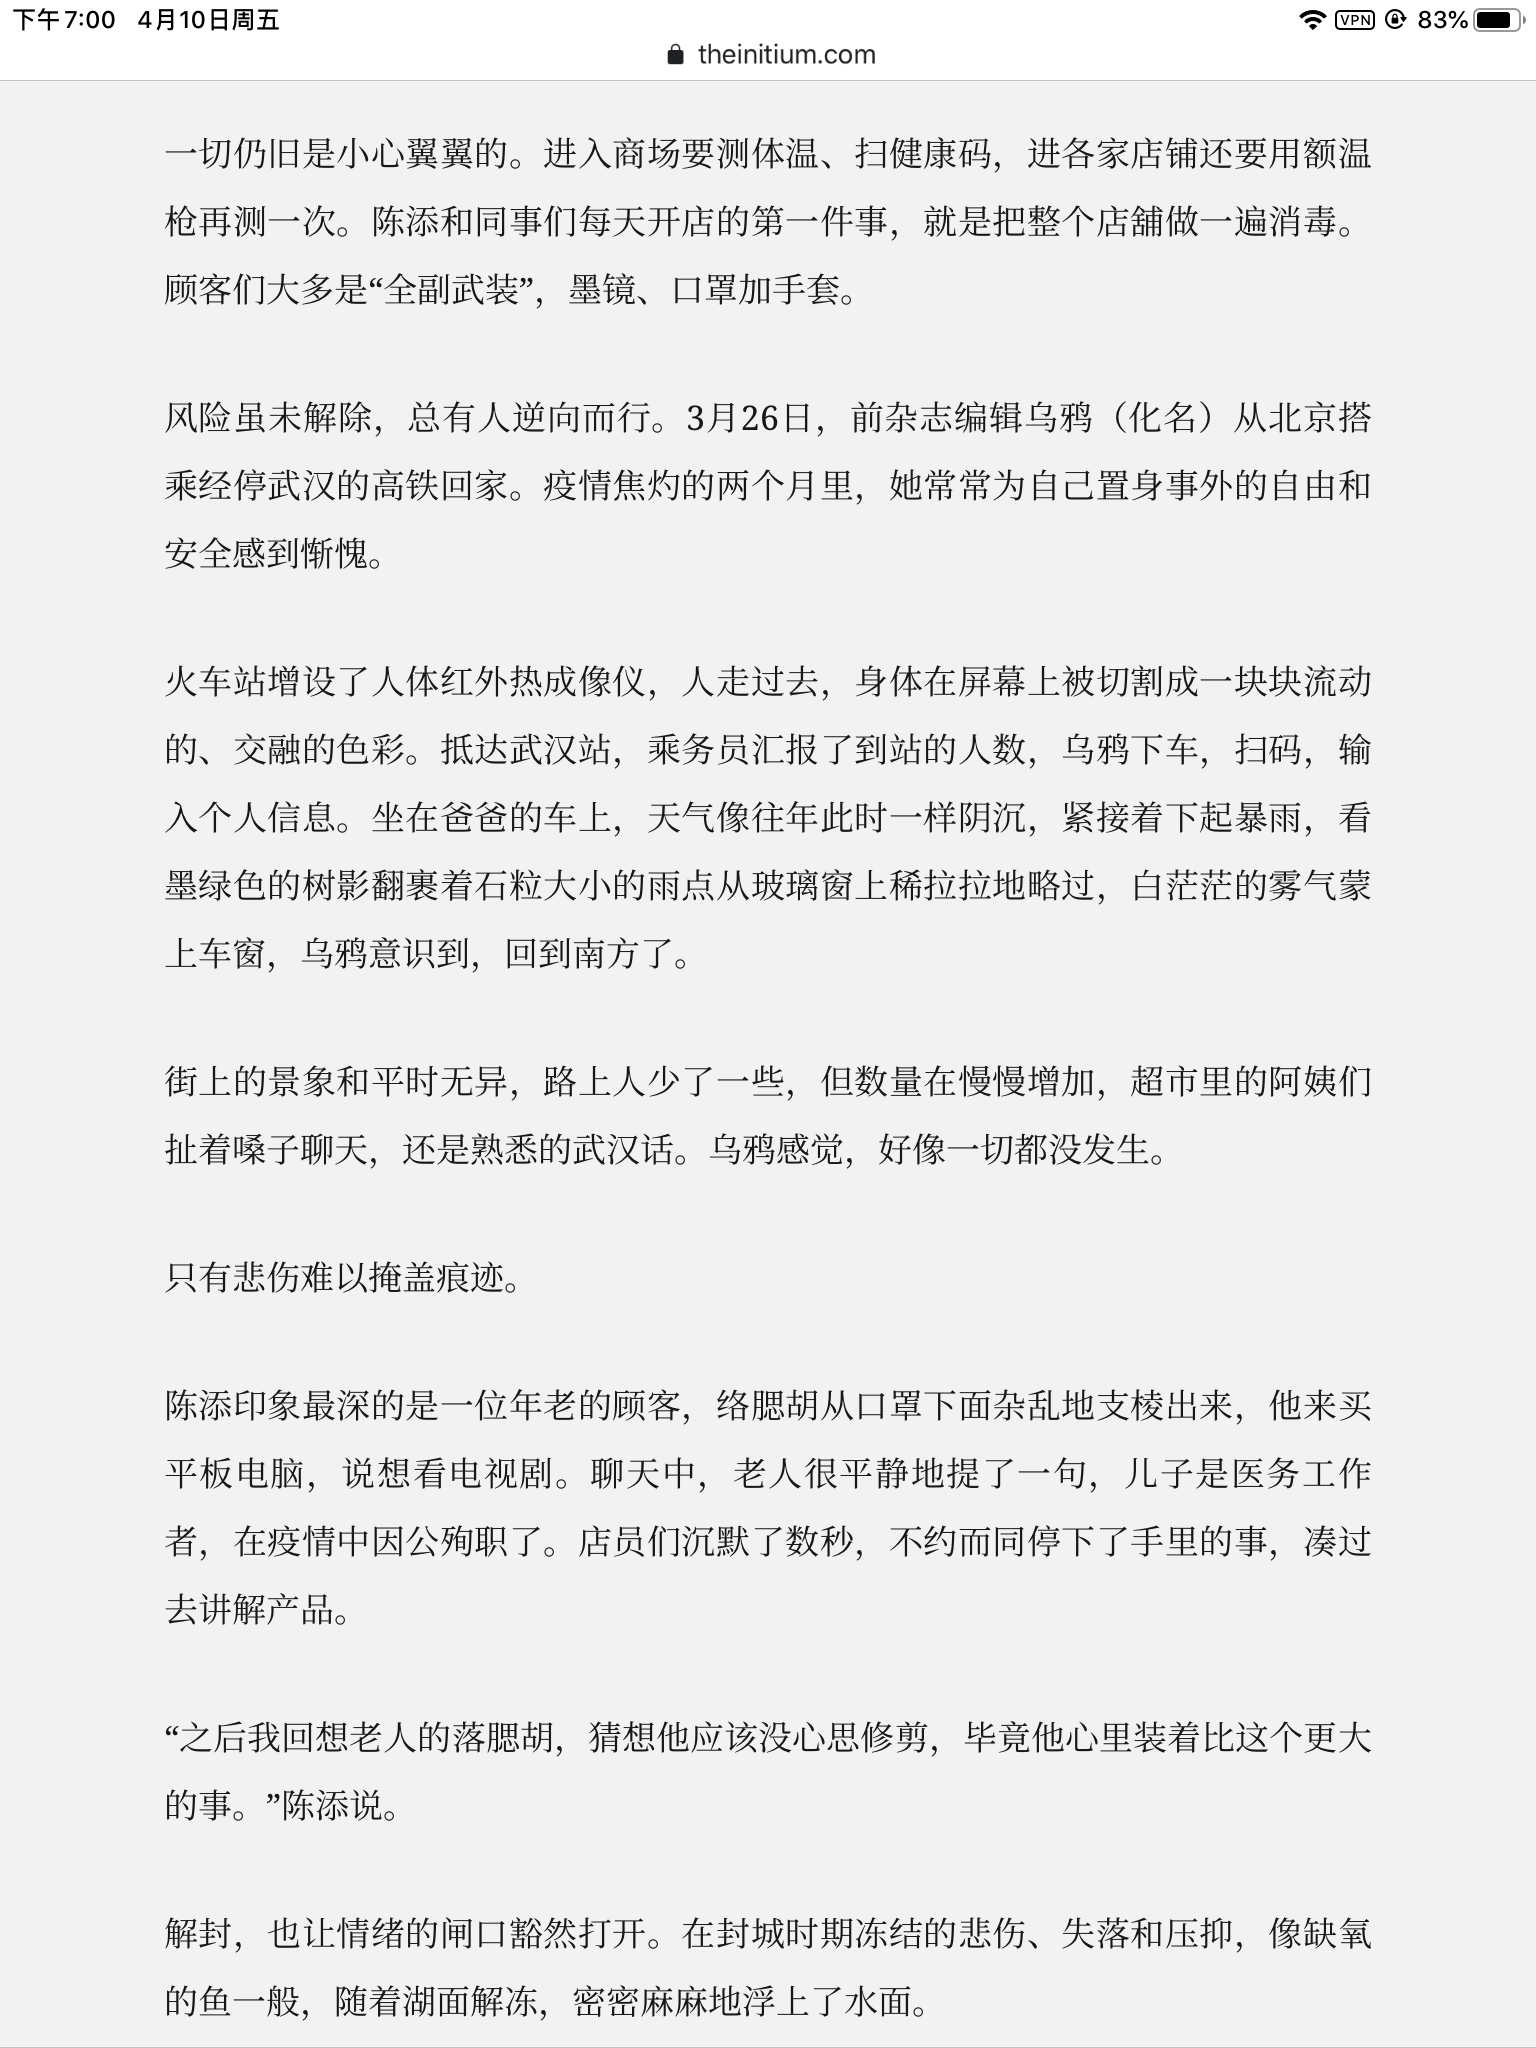 下午7:00 4月10日周五
VPN 83%
theinitium.com
一切仍旧是小心翼翼的。进入商场要测体温、扫健康码，进各家店铺还要用额温
枪再测一次。陈添和同事们每天开店的第一件事，就是把整个店舖做一遍消毒。
顾客们大多是“全副武装”，墨镜、口罩加手套。
风险虽未解除，总有人逆向而行。3月26日，前杂志编辑乌鸦（化名）从北京搭
乘经停武汉的高铁回家。疫情焦灼的两个月里，她常常为自己置身事外的自由和
安全感到惭愧。
火车站增设了人体红外热成像仪，人走过去，身体在屏幕上被切割成一块块流动
的、交融的色彩。抵达武汉站，乘务员汇报了到站的人数，乌鸦下车，扫码，输
入个人信息。坐在爸爸的车上，天气像往年此时一样阴沉，紧接着下起暴雨，看
墨绿色的树影翻裹着石粒大小的雨点从玻璃窗上稀拉拉地略过，白茫茫的雾气蒙
上车窗，乌鸦意识到，回到南方了。
街上的景象和平时无异，路上人少了一些，但数量在慢慢增加，超市里的阿姨们
扯着嗓子聊天，还是熟悉的武汉话。乌鸦感觉，好像一切都没发生。
只有悲伤难以掩盖痕迹。
陈添印象最深的是一位年老的顾客，络腮胡从口罩下面杂乱地支棱出来，他来买
平板电脑，说想看电视剧。聊天中，老人很平静地提了一句，儿子是医务工作
者，在疫情中因公殉职了。店员们沉默了数秒，不约而同停下了手里的事，凑过
去讲解产品。
“之后我回想老人的落腮胡，猜想他应该没心思修剪，毕竟他心里装着比这个更大
的事。”陈添说。
解封，也让情绪的闸口豁然打开。在封城时期冻结的悲伤、失落和压抑，像缺氧
的鱼一般，随着湖面解冻，密密麻麻地浮上了水面。